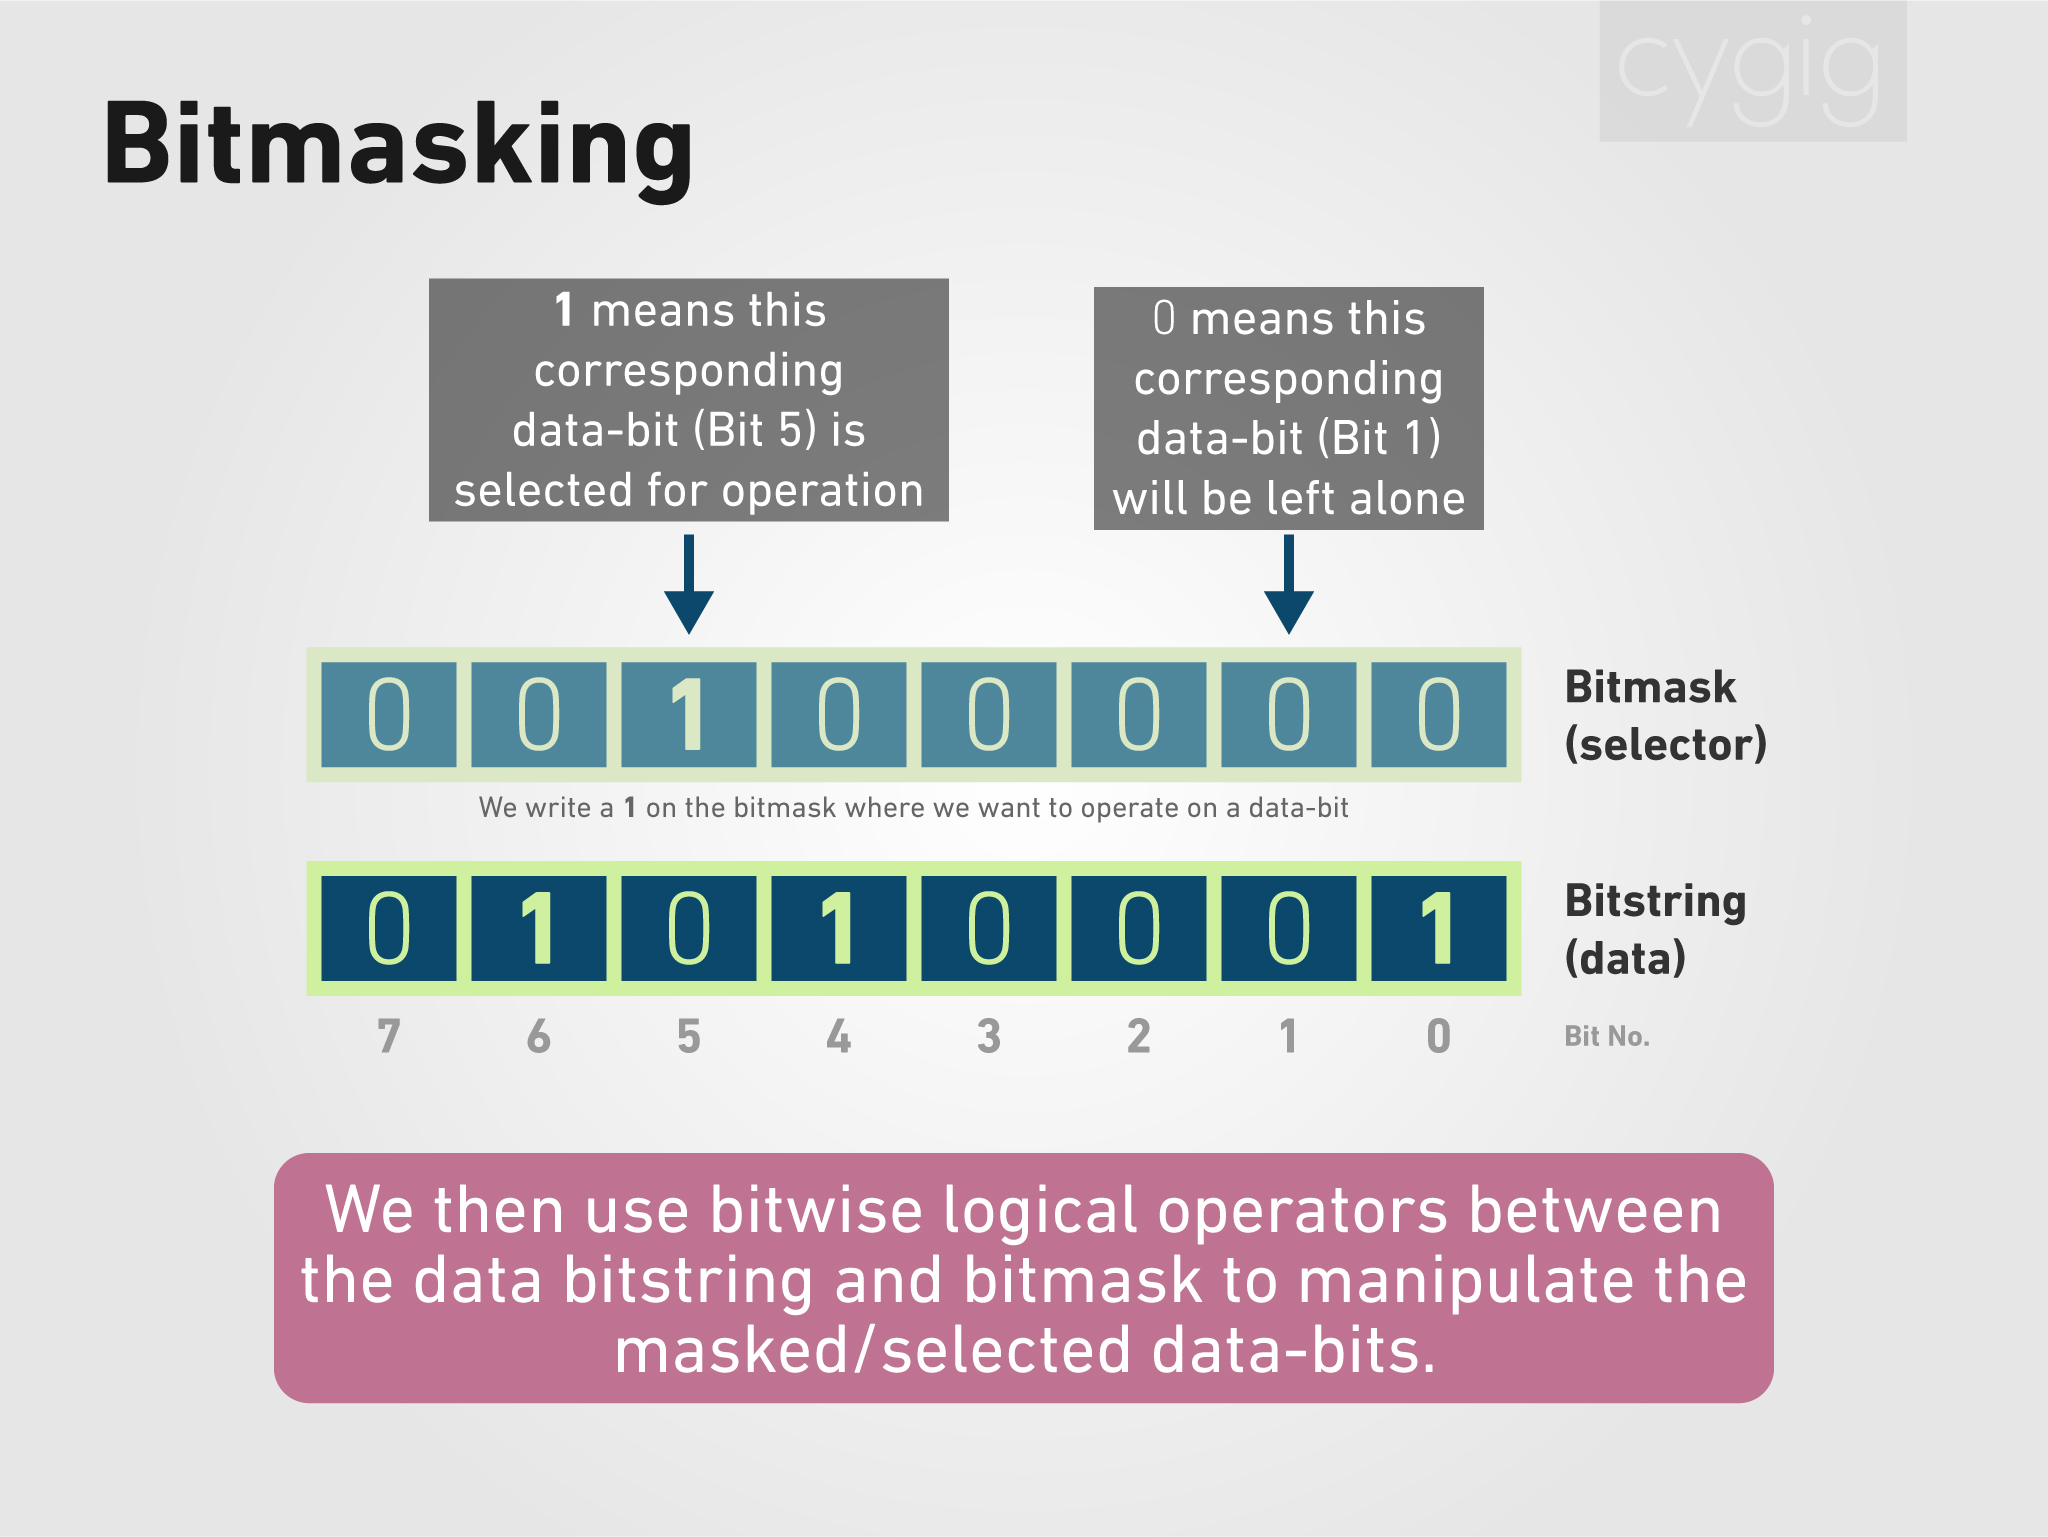 cygig
Bitmasking
1 means this
corresponding
data-bit (Bit 5) is
selected for operation
0 means this
corresponding
data-bit (Bit 1)
will be left alone
0 0 1 0 0 0 0 0
Bitmask
(selector)
We write a 1 on the bitmask where we want to operate on a data-bit
0 1 0 1 0 0 0 1
Bitstring
(data)
7 6 5 4 3 2 1 0 Bit No.
We then use bitwise logical operators between
the data bitstring and bitmask to manipulate the
masked/selected data-bits.